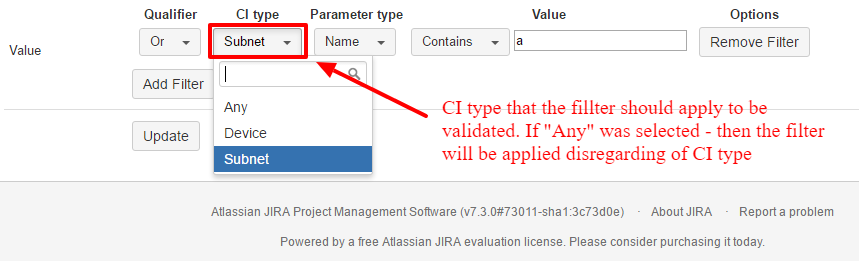 Qualifier CI type Parameter type Value Options
Value Or Subnet Name Contains a Remove Filter
Add Filter
Any
Device
Subnet
Update
CI type that the fillter should apply to be
validated. If "Any" was selected - then the filter
will be applied disregarding of CI type
Atlassian JIRA Project Management Software (v7.3.0#73011-sha1:3c73d0e) · About JIRA · Report a problem
Powered by a free Atlassian JIRA evaluation license. Please consider purchasing it today.